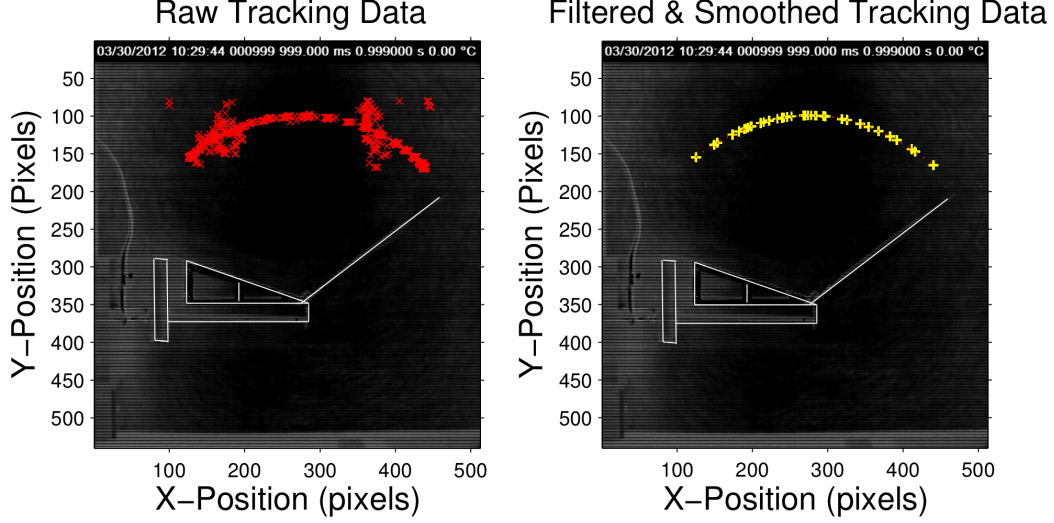 Raw Tracking Data
Filtered & Smoothed Tracking Data
03/30/2012 10:29:44 000999 999.000 ms 0.999000 s 0.00 °C
03/30/2012 10:29:44 000999 999.000 ms 0.999000 s 0.00 °C
Y−Position (Pixels)
50
100
150
200
250
300
350
400
450
500
100 200 300 400 500
X−Position (pixels)
Y−Position (Pixels)
50
100
150
200
250
300
350
400
450
500
100 200 300 400 500
X−Position (pixels)